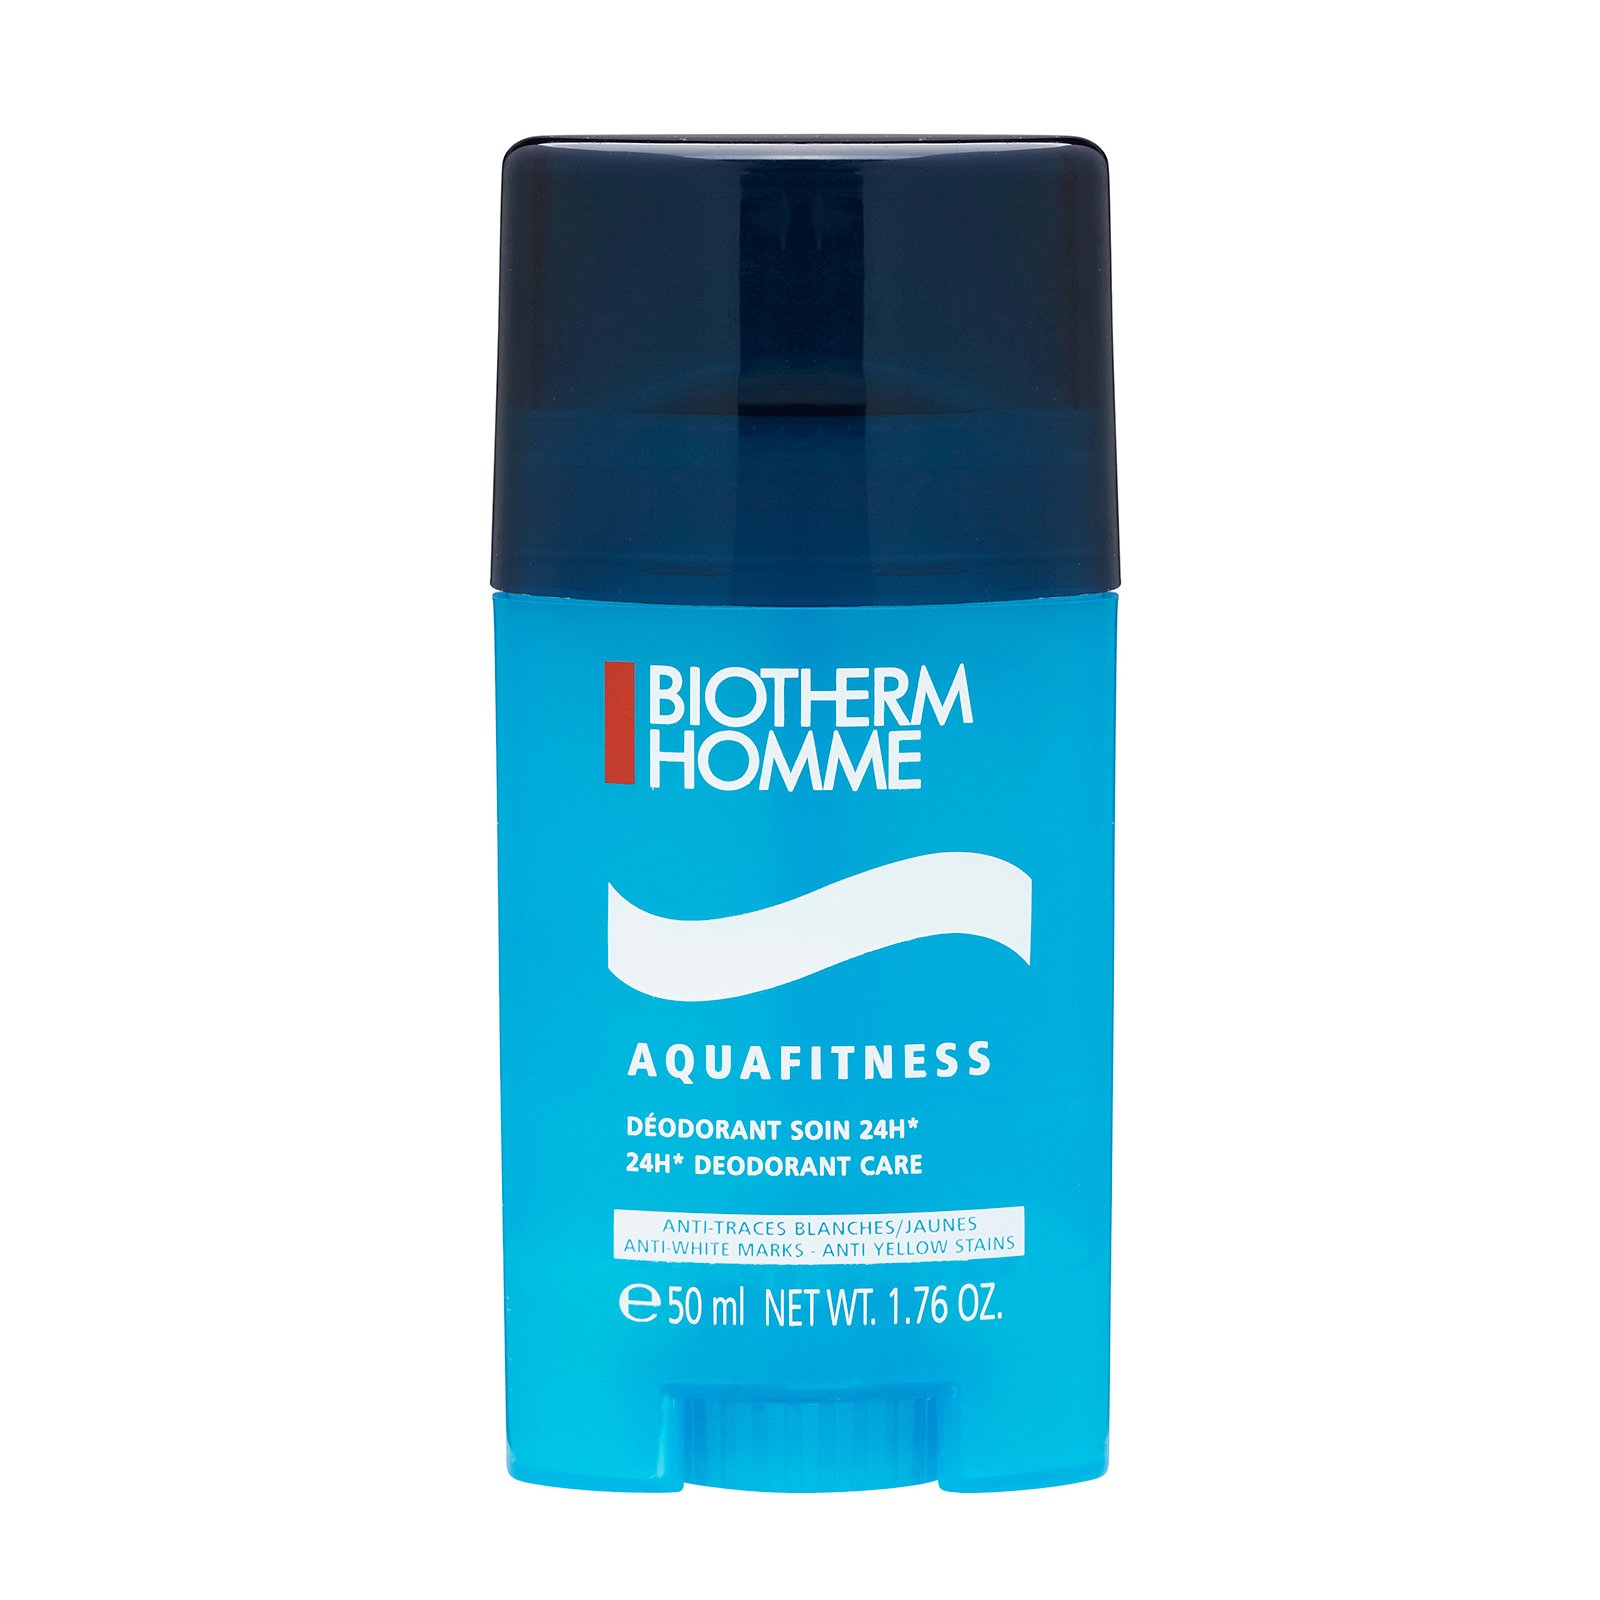 BIOTHERM
HOMME
AQUAFITNESS
DÉODORANT SOIN 24H*
24H* DEODORANT CARE
ANTI-TRACES BLANCHES/JAUNES
ANTI-WHITE MARKS - ANTI YELLOW STAINS
℮50 ml NET WT. 1.76 OZ.